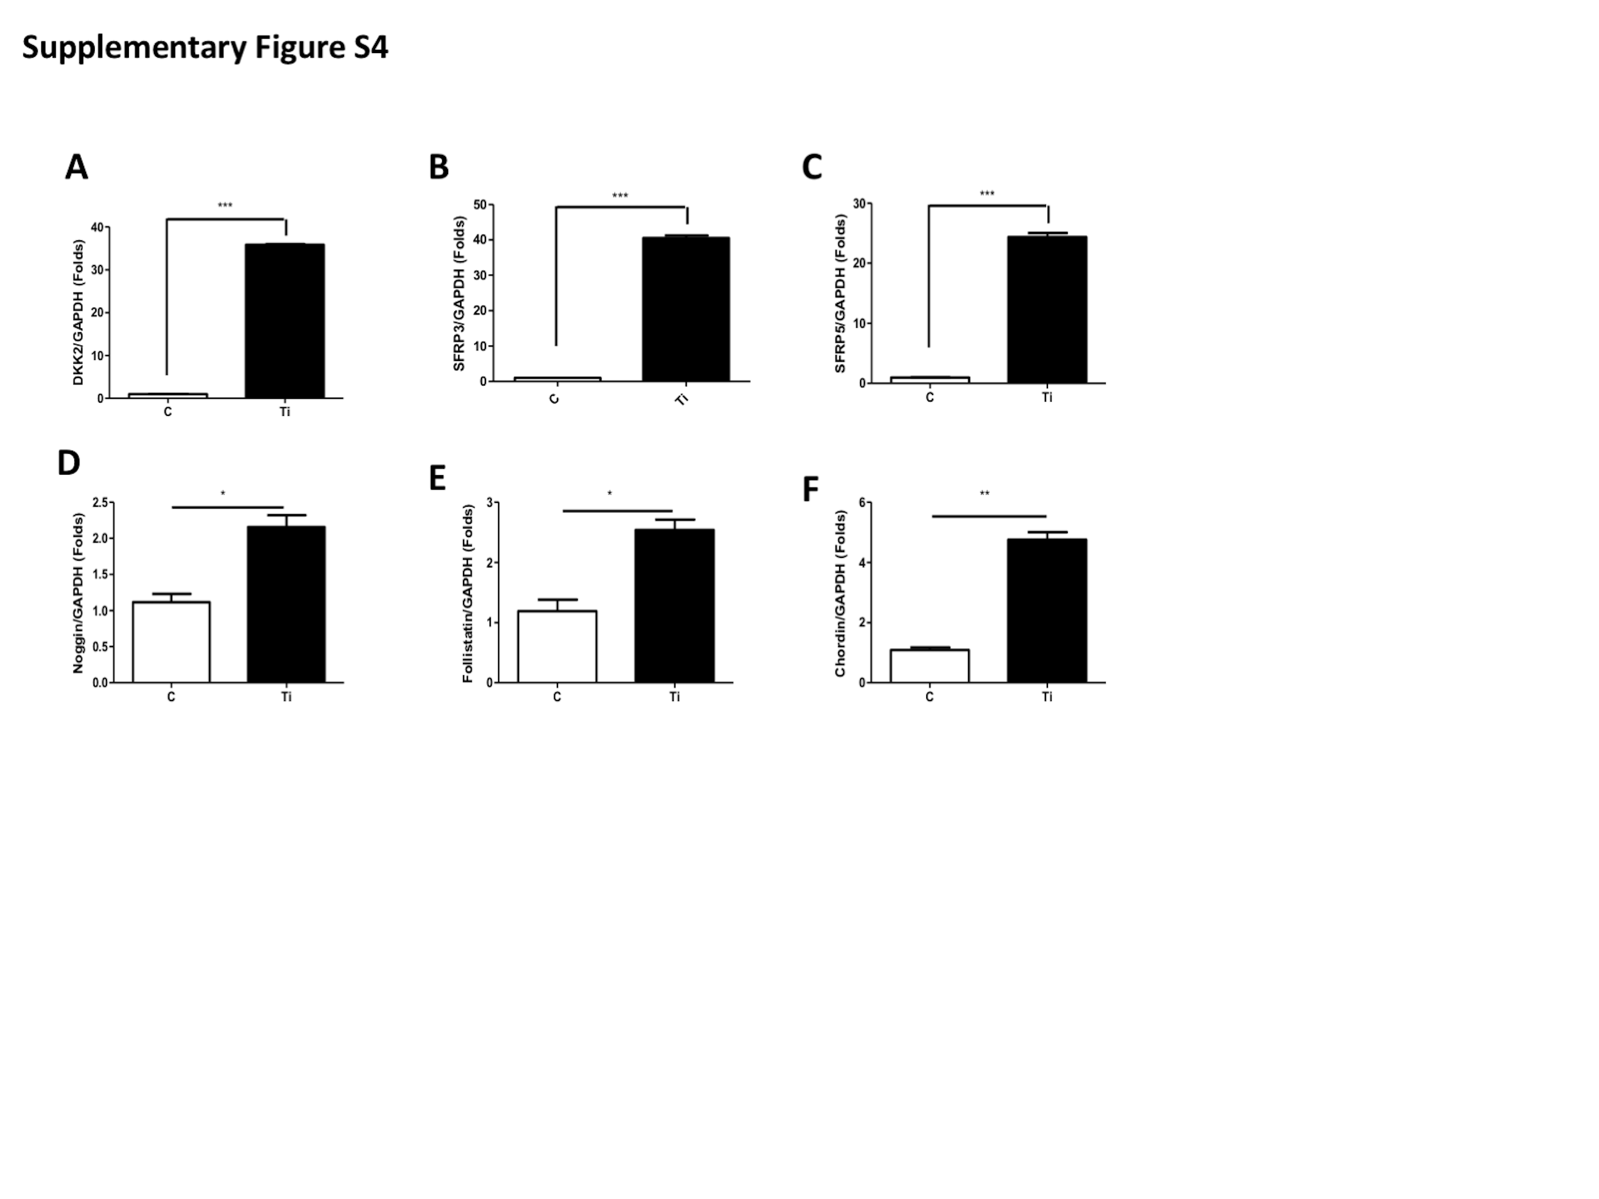 Supplementary Figure S4
A
***
DKK2/GAPDH (Folds)
40
30
20
10
0
C
Ti
B
***
SFRP3/GAPDH (Folds)
50
40
30
20
10
0
C
Ti
C
***
SFRP5/GAPDH (Folds)
30
20
10
0
C
Ti
D
*
Noggin/GAPDH (Folds)
2.5
2.0
1.5
1.0
0.5
0.0
C
Ti
E
*
Follistatin/GAPDH (Folds)
3
2
1
0
C
Ti
F
**
Chordin/GAPDH (Folds)
6
4
2
0
C
Ti